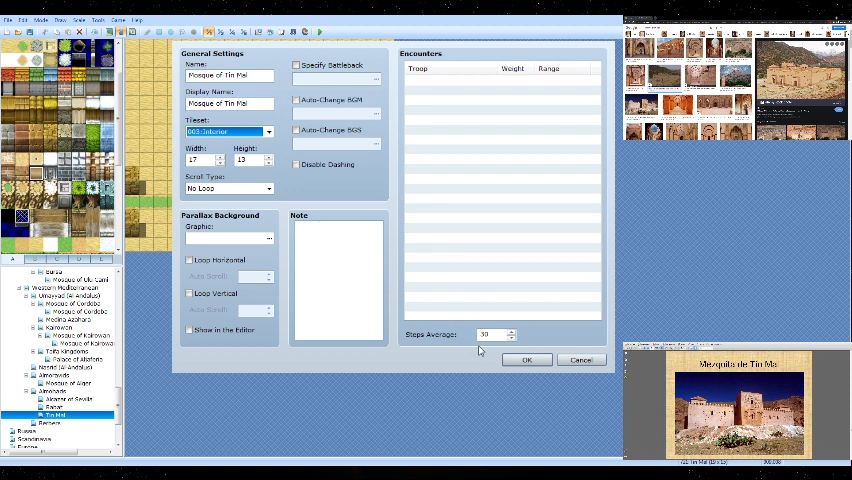 File Edit Mode Draw Scale Tools Game Help
General Settings
Name:
Mosque of Tin Mal
Display Name:
Mosque of Tin Mal
Tileset:
003:Interior
Width: Height:
17 13
Scroll Type:
No Loop
Specify Battleback
Auto-Change BGM
Auto-Change BGS
Disable Dashing
Parallax Background
Graphic:
Loop Horizontal
Auto Scroll:
Loop Vertical
Auto Scroll:
Show in the Editor
Note
Encounters
Troop Weight Range
Steps Average: 30
OK Cancel
A B C D E
Bursa
Mosque of Ulu Cami
Western Mediterranean
Umayyad (Al-Andalus)
Mosque of Cordoba
Mosque of Cordoba
Medina Azahara
Kairowan
Mosque of Kairowan
Mosque of Kairowan
Taifa Kingdoms
Palace of Aljaferia
Nasrid (Al-Andalus)
Almoravids
Mosque of Alger
Almohads
Alcazar of Sevilla
Rabat
Tin Mal
Berbers
Russia
Scandinavia
Europe
Mezquita de Tin Mal